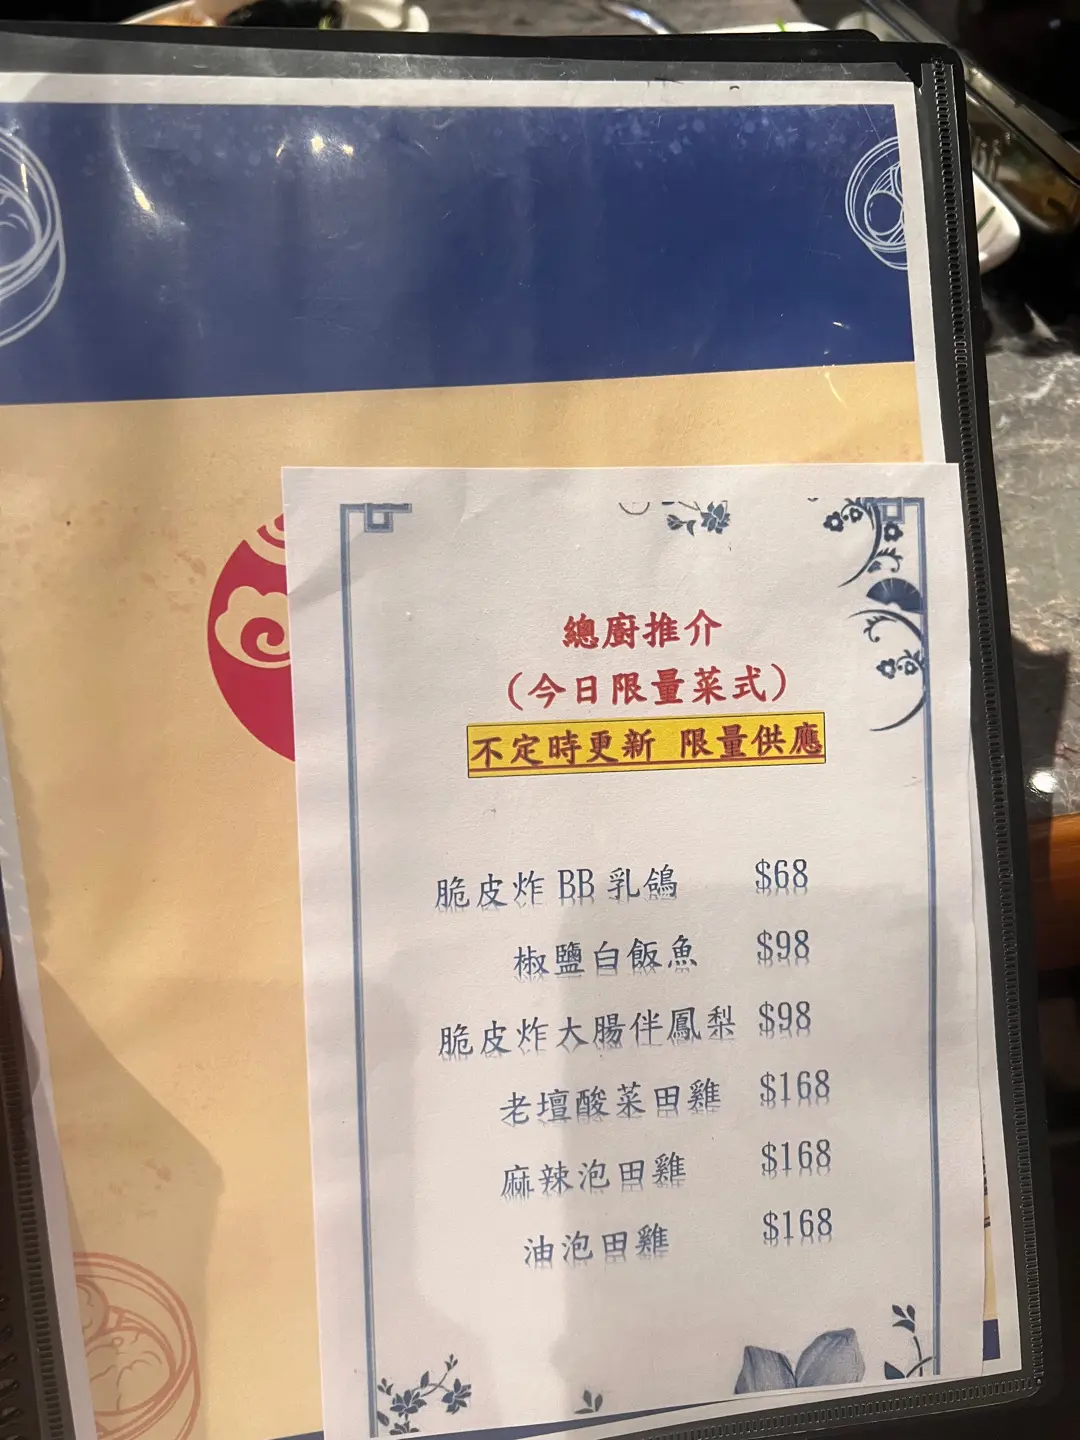 總廚推介
(今日限量菜式)
不定時更新 限量供應
脆皮炸BB乳鴿 $68
椒鹽白飯魚 $98
脆皮炸大腸伴鳳梨 $98
老壇酸菜田雞 $168
麻辣泡田雞 $168
油泡田雞 $168